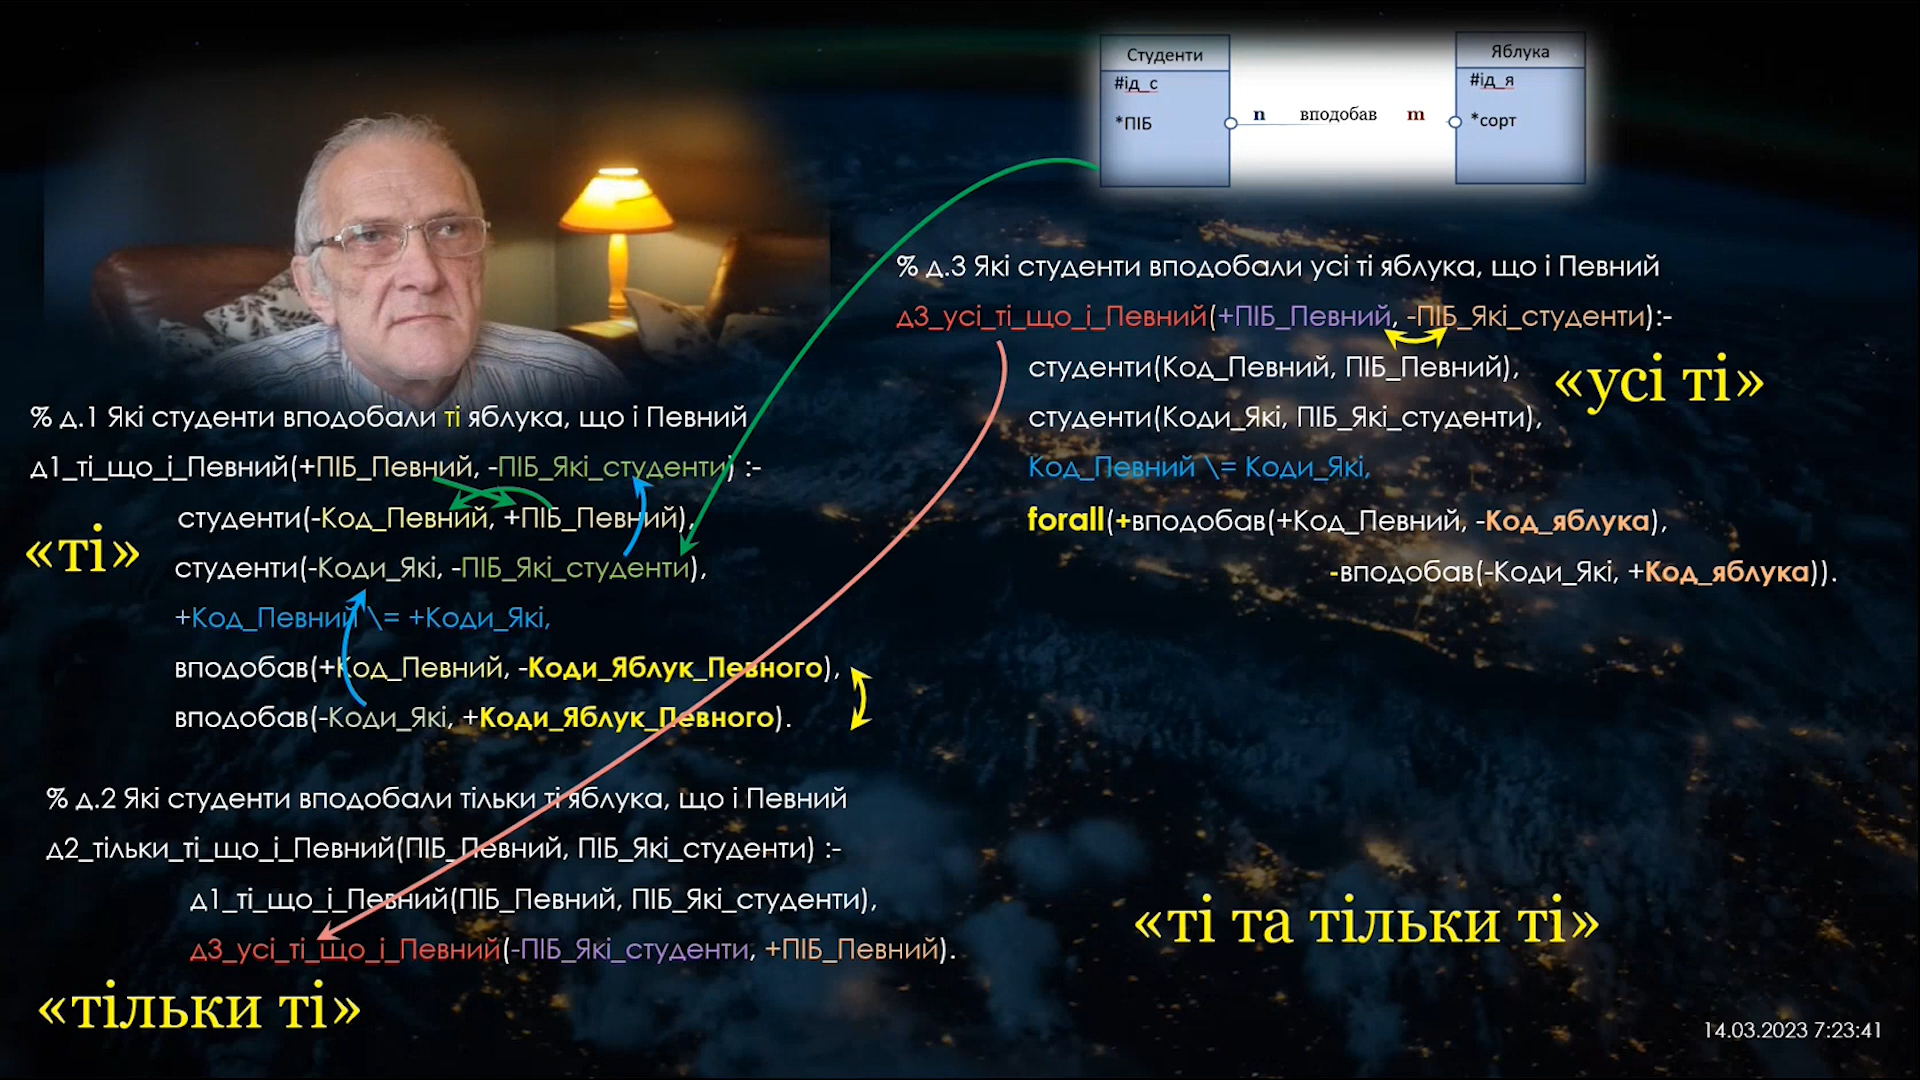 Студенти
#ід_с
*ПІБ
n вподобав m
Яблука
#ід_я
*сорт
% д.1 Які студенти вподобали ті яблука, що і Певний
д1_ті_що_і_Певний(+ПІБ_Певний, -ПІБ_Які_студенти) :-
студенти(-Код_Певний, +ПІБ_Певний),
студенти(-Коди_Які, -ПІБ_Які_студенти),
+Код_Певний \= +Коди_Які,
вподобав(+Код_Певний, -Коди_Яблук_Певного),
вподобав(-Коди_Які, +Коди_Яблук_Певного).
«ті»
% д.2 Які студенти вподобали тільки ті яблука, що і Певний
д2_тільки_ті_що_і_Певний(ПІБ_Певний, ПІБ_Які_студенти) :-
д1_ті_що_і_Певний(ПІБ_Певний, ПІБ_Які_студенти),
д3_усі_ті_що_і_Певний(-ПІБ_Які_студенти, +ПІБ_Певний).
«тільки ті»
% д.3 Які студенти вподобали усі ті яблука, що і Певний
д3_усі_ті_що_і_Певний(+ПІБ_Певний, -ПІБ_Які_студенти):-
студенти(Код_Певний, ПІБ_Певний),
студенти(Коди_Які, ПІБ_Які_студенти),
Код_Певний \= Коди_Які,
forall(+вподобав(+Код_Певний, -Код_яблука),
-вподобав(-Коди_Які, +Код_яблука)).
«усі ті»
«ті та тільки ті»
14.03.2023 7:23:41